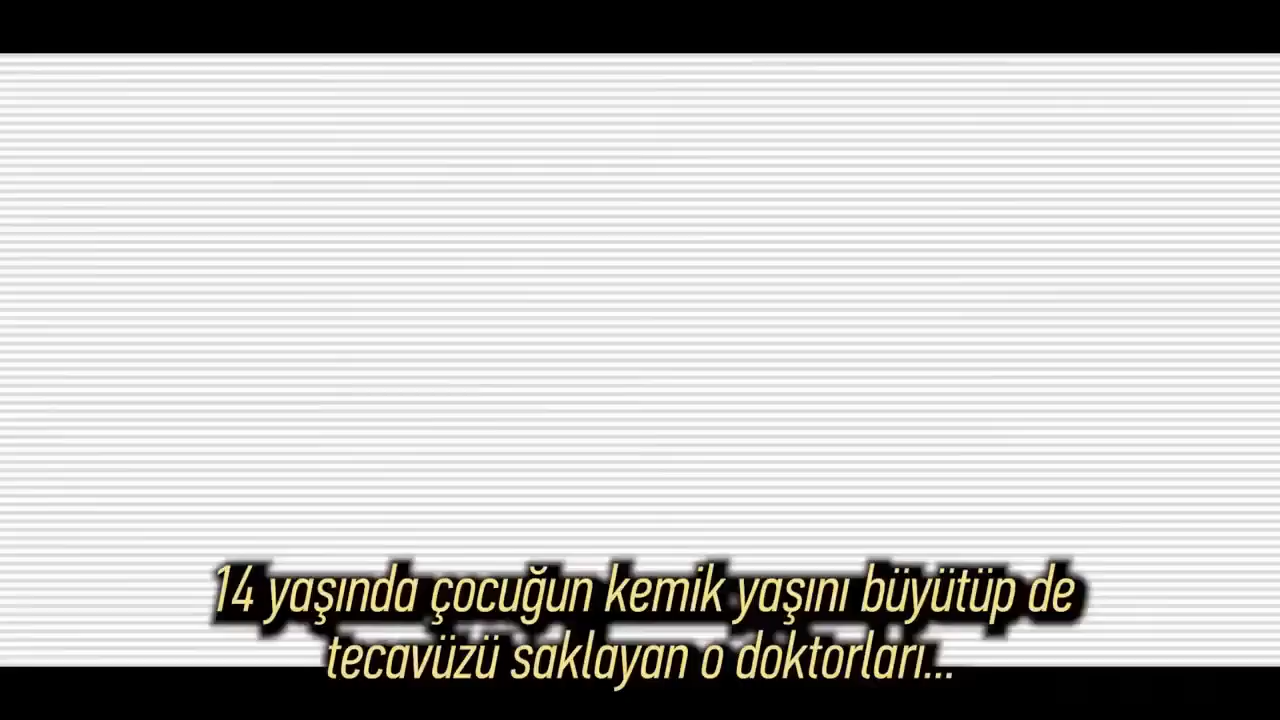 14 yaşında çocuğun kemik yaşını büyütüp de
tecavüzü saklayan o doktorları...